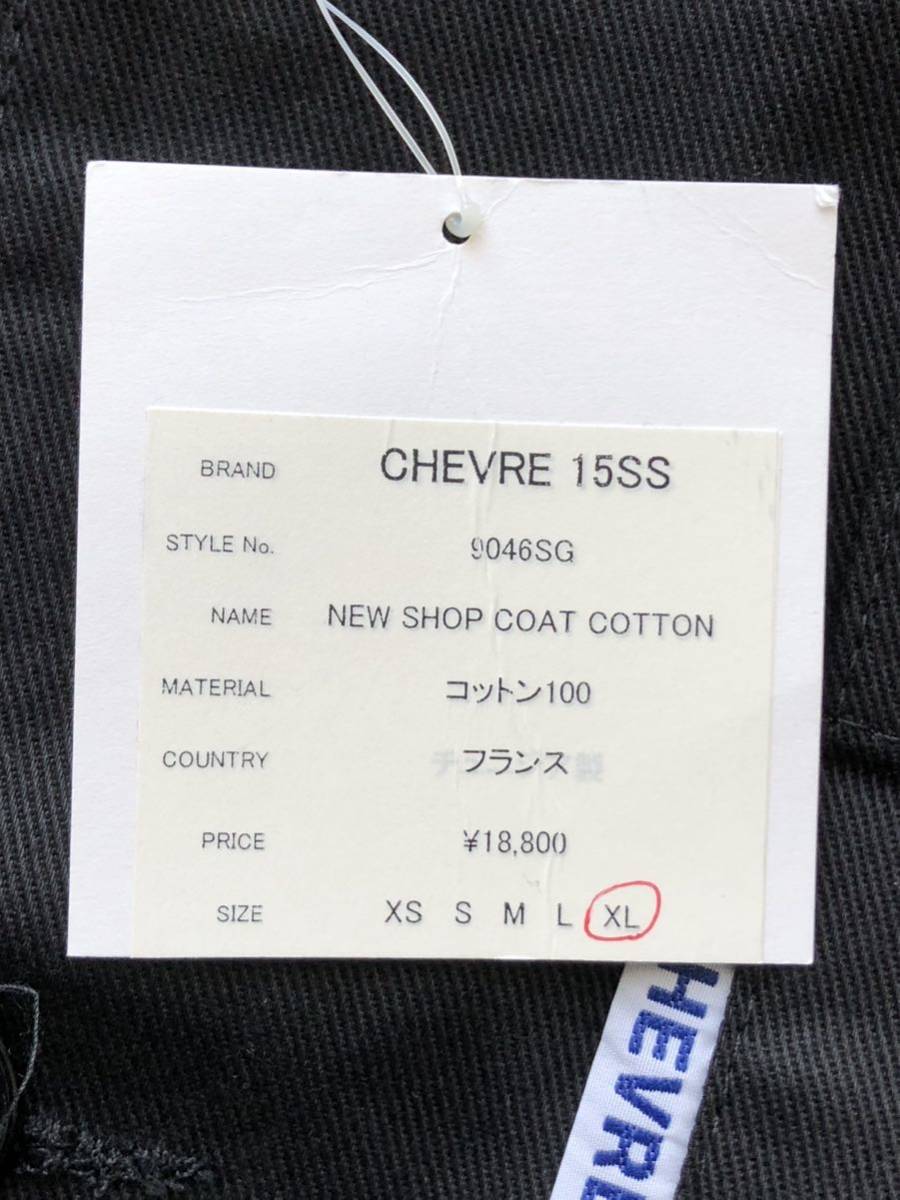 BRAND CHEVRE 15SS
STYLE No. 9046SG
NAME NEW SHOP COAT COTTON
MATERIAL コットン100
COUNTRY フランス
PRICE ¥18,800
SIZE XS S M L XL
HEVRE